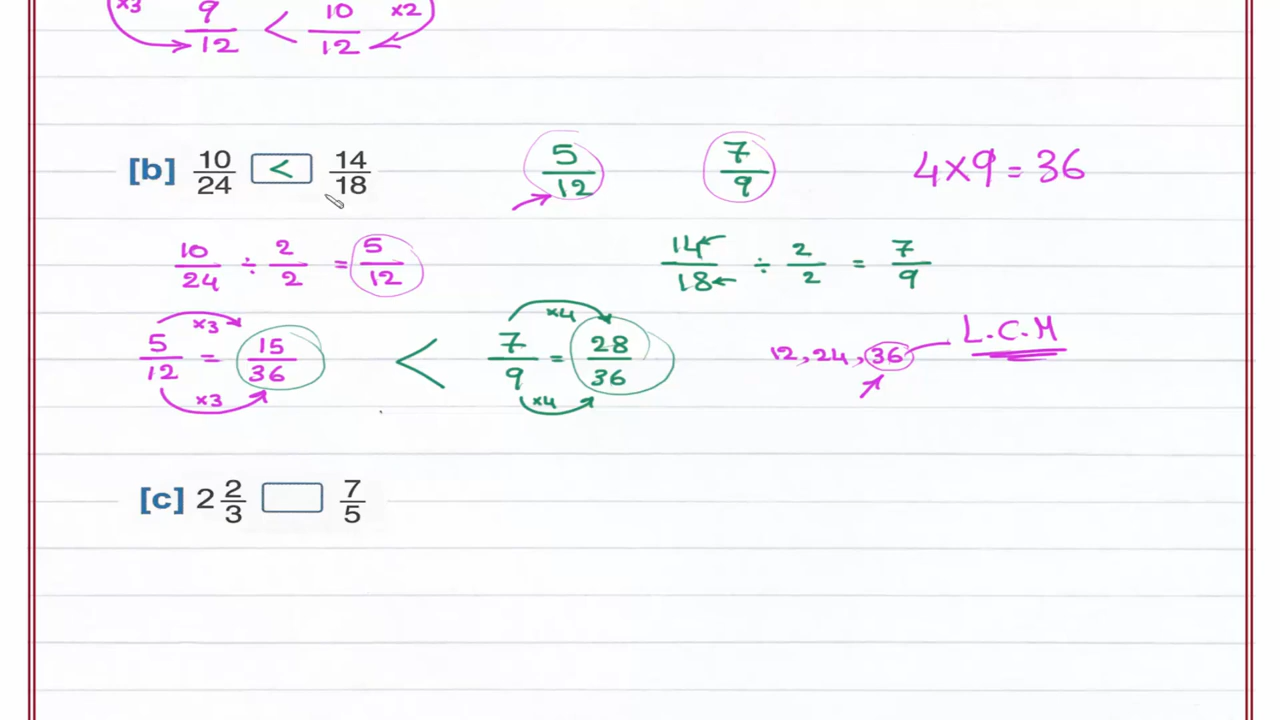 ×3 9/12 < 10/12 ×2
[b] 10/24 < 14/18 5/12 7/9 4×9=36
10/24 ÷ 2/2 = 5/12 14/18 ÷ 2/2 = 7/9
×3 ×4
5/12 = 15/36 < 7/9 = 28/36 12, 24, 36 L.C.M
×3 ×4
[c] 2 2/3 7/5